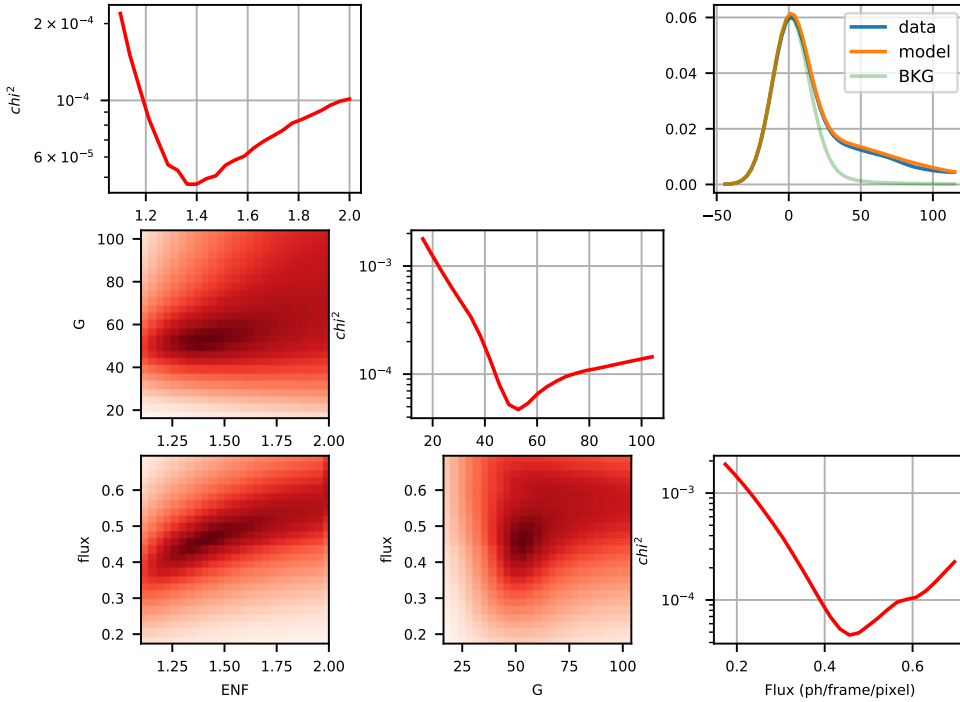 2 × 10⁻⁴
10⁻⁴
6 × 10⁻⁵
chi²
1.2 1.4 1.6 1.8 2.0
0.06
0.04
0.02
0.00
−50 0 50 100
data
model
BKG
100
80
60
40
20
G
1.25 1.50 1.75 2.00
10⁻³
10⁻⁴
chi²
20 40 60 80 100
0.6
0.5
0.4
0.3
0.2
flux
1.25 1.50 1.75 2.00
ENF
0.6
0.5
0.4
0.3
0.2
flux
25 50 75 100
G
10⁻³
10⁻⁴
chi²
0.2 0.4 0.6
Flux (ph/frame/pixel)